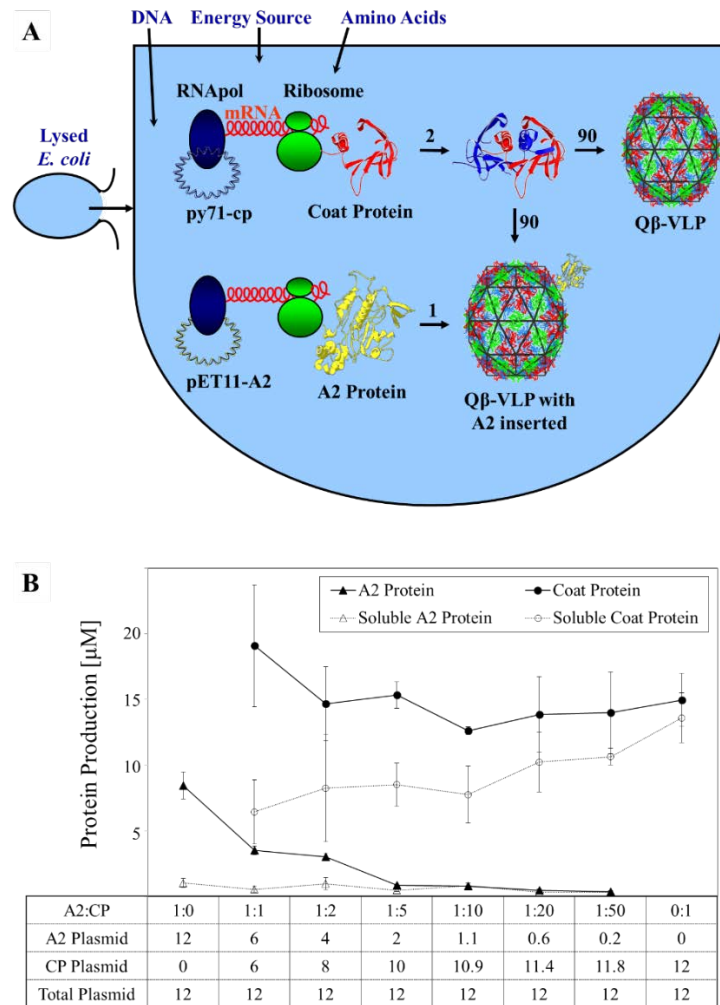 A
DNA Energy Source Amino Acids
RNApol Ribosome
mRNA
Lysed
E. coli
2
90
py71-cp
Coat Protein
Qβ-VLP
90
1
pET11-A2
A2 Protein
Qβ-VLP with
A2 inserted
B
A2 Protein Coat Protein
Soluble A2 Protein Soluble Coat Protein
Protein Production [μM]
20
15
10
5
A2:CP 1:0 1:1 1:2 1:5 1:10 1:20 1:50 0:1
A2 Plasmid 12 6 4 2 1.1 0.6 0.2 0
CP Plasmid 0 6 8 10 10.9 11.4 11.8 12
Total Plasmid 12 12 12 12 12 12 12 12